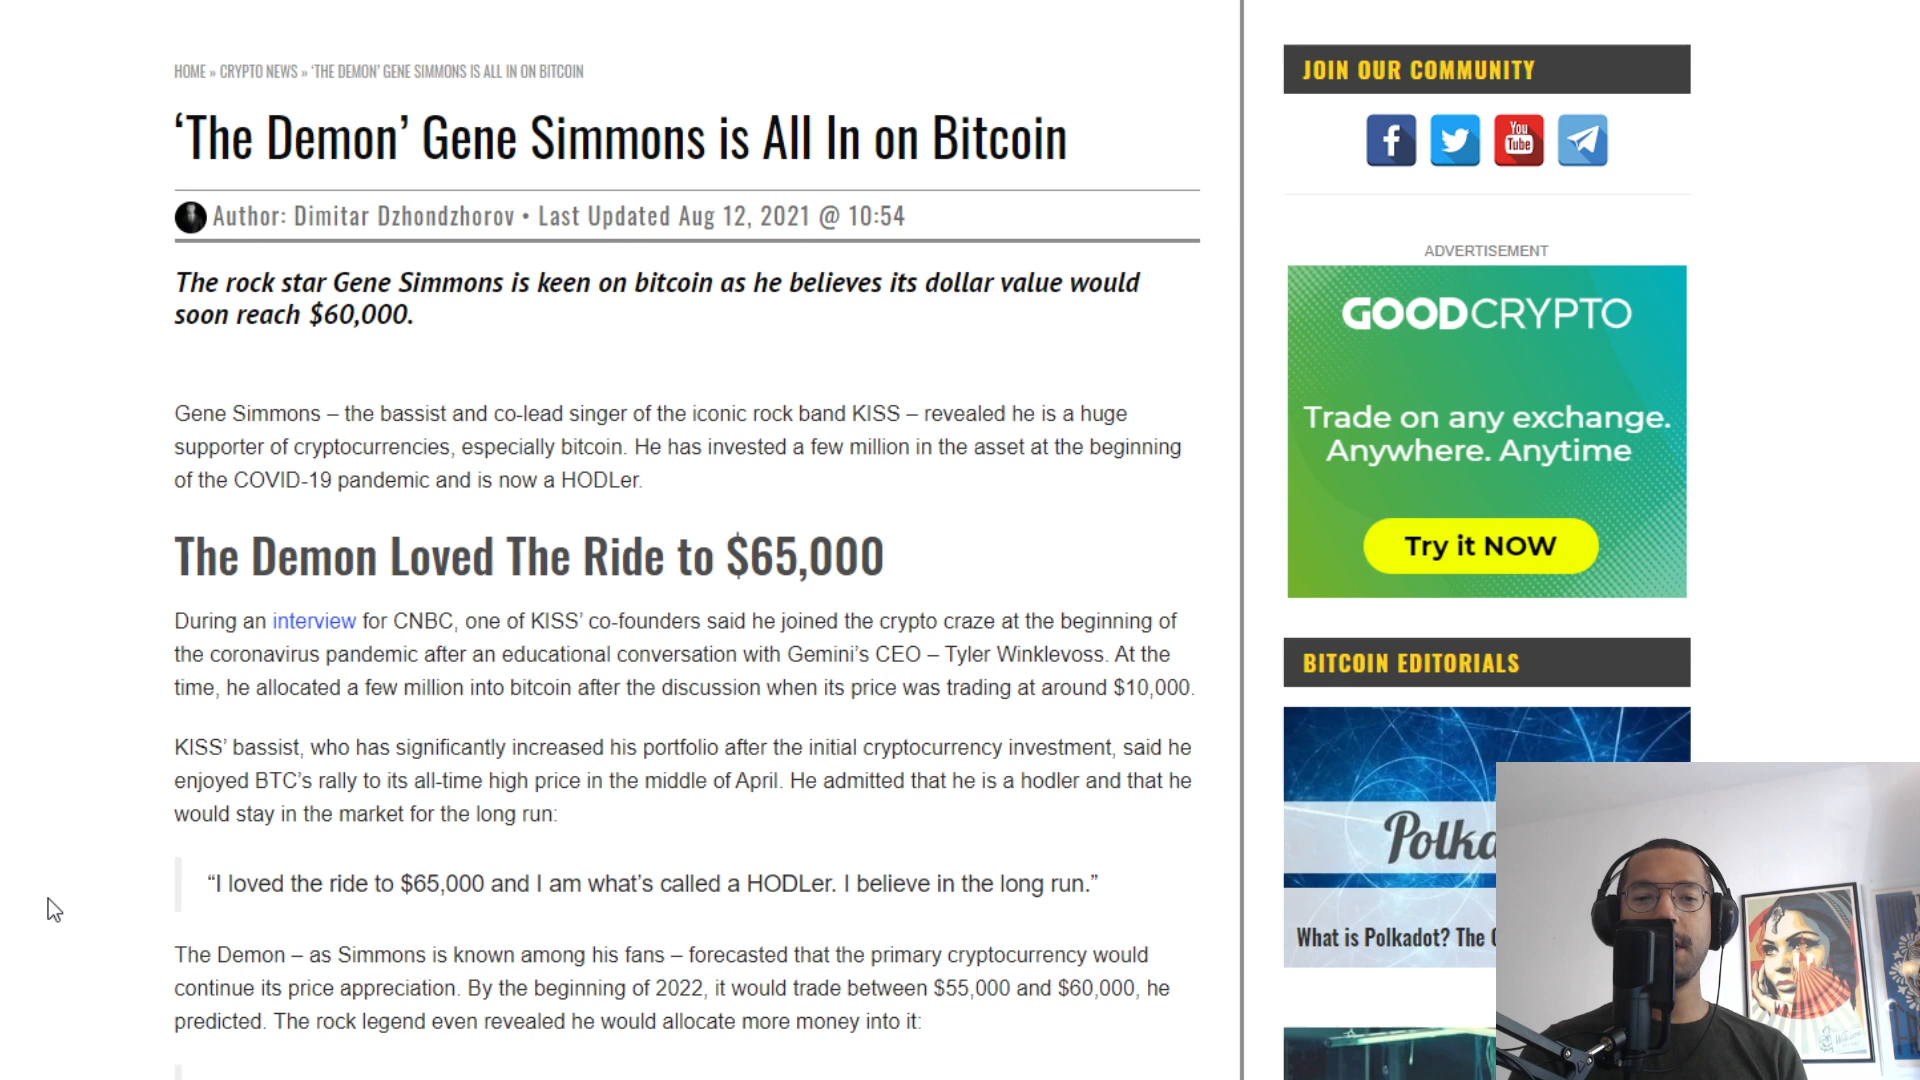 HOME » CRYPTO NEWS » ‘THE DEMON’ GENE SIMMONS IS ALL IN ON BITCOIN
‘The Demon’ Gene Simmons is All In on Bitcoin
Author: Dimitar Dzhondzhorov • Last Updated Aug 12, 2021 @ 10:54
The rock star Gene Simmons is keen on bitcoin as he believes its dollar value would
soon reach $60,000.
Gene Simmons – the bassist and co-lead singer of the iconic rock band KISS – revealed he is a huge
supporter of cryptocurrencies, especially bitcoin. He has invested a few million in the asset at the beginning
of the COVID-19 pandemic and is now a HODLer.
The Demon Loved The Ride to $65,000
During an interview for CNBC, one of KISS’ co-founders said he joined the crypto craze at the beginning of
the coronavirus pandemic after an educational conversation with Gemini’s CEO – Tyler Winklevoss. At the
time, he allocated a few million into bitcoin after the discussion when its price was trading at around $10,000.
KISS’ bassist, who has significantly increased his portfolio after the initial cryptocurrency investment, said he
enjoyed BTC’s rally to its all-time high price in the middle of April. He admitted that he is a hodler and that he
would stay in the market for the long run:
“I loved the ride to $65,000 and I am what’s called a HODLer. I believe in the long run.”
The Demon – as Simmons is known among his fans – forecasted that the primary cryptocurrency would
continue its price appreciation. By the beginning of 2022, it would trade between $55,000 and $60,000, he
predicted. The rock legend even revealed he would allocate more money into it:
JOIN OUR COMMUNITY
You
Tube
ADVERTISEMENT
GOODCRYPTO
Trade on any exchange.
Anywhere. Anytime
Try it NOW
BITCOIN EDITORIALS
Polka
What is Polkadot? The